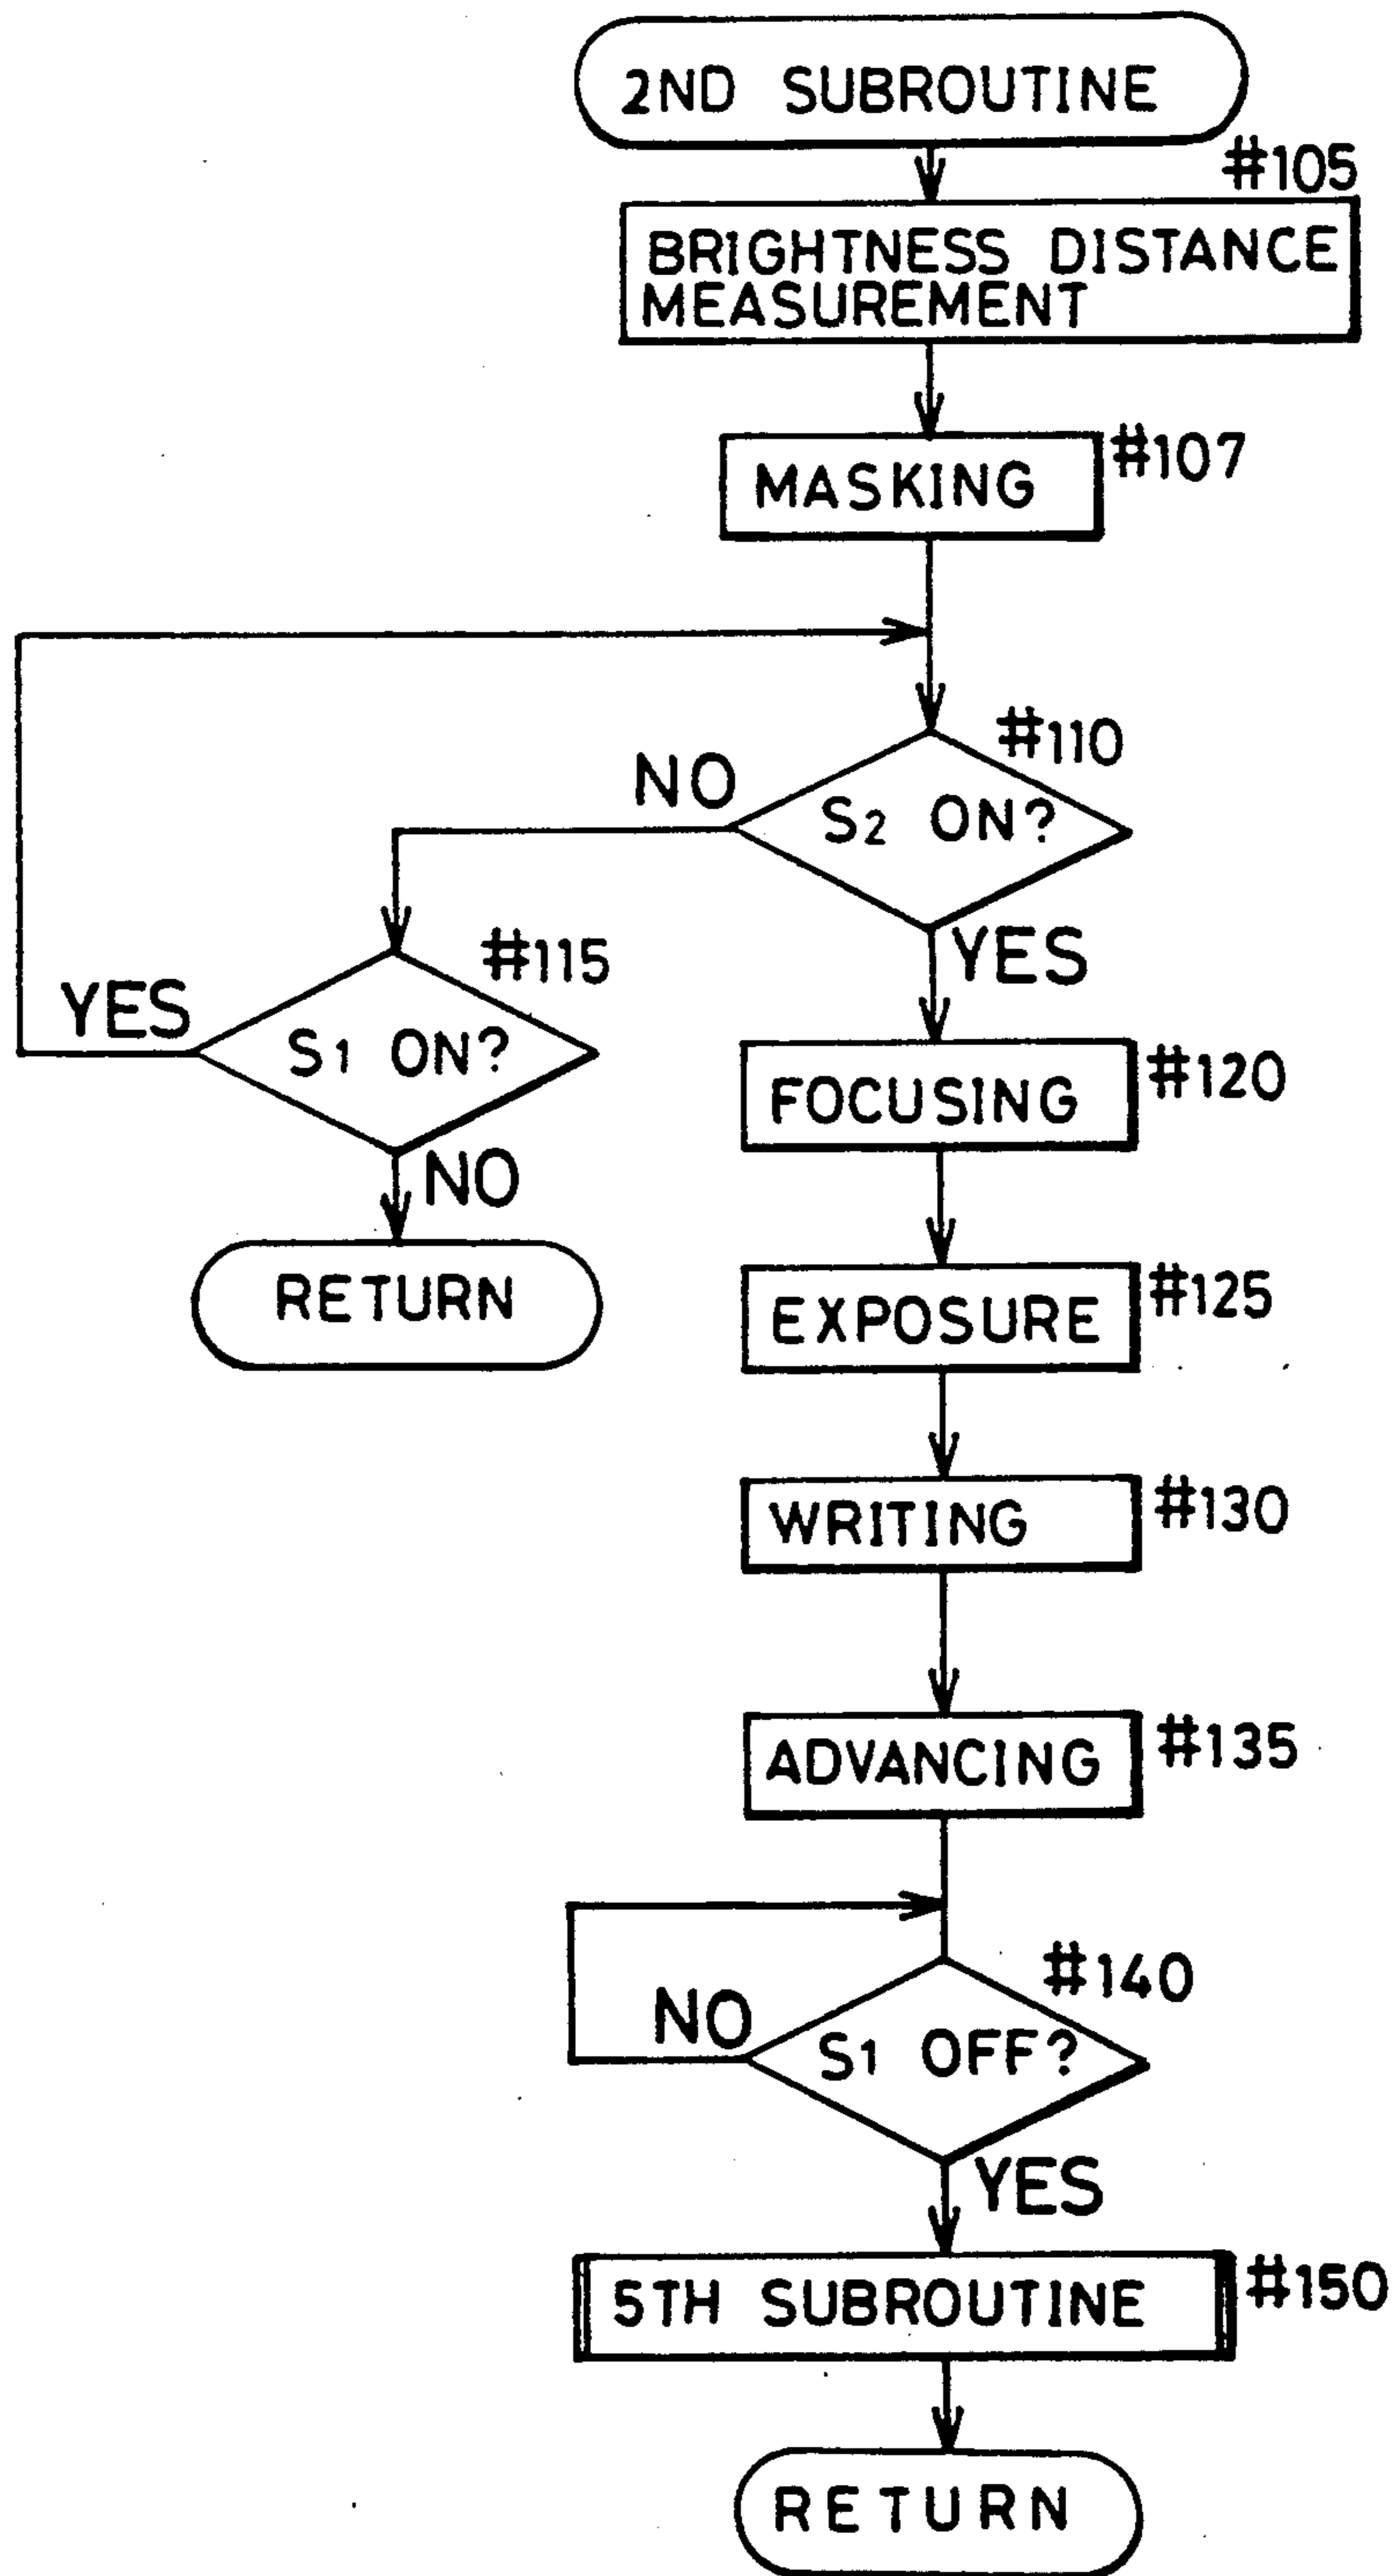 2ND SUBROUTINE
#105
BRIGHTNESS DISTANCE
MEASUREMENT
MASKING
#107
#110
NO
S2 ON?
YES
#115
YES
S1 ON?
NO
RETURN
FOCUSING
#120
EXPOSURE
#125
WRITING
#130
ADVANCING
#135
#140
NO
S1 OFF?
YES
5TH SUBROUTINE
#150
RETURN